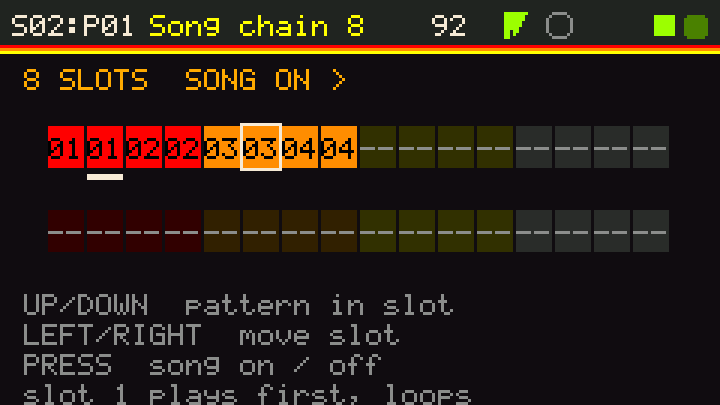 S02:P01 Song chain 8 92
8 SLOTS SONG ON >
01 01 02 02 03 03 04 04 -- -- -- -- -- -- -- --
-- -- -- -- -- -- -- -- -- -- -- -- -- -- -- --
UP/DOWN pattern in slot
LEFT/RIGHT move slot
PRESS song on / off
slot 1 plays first, loops